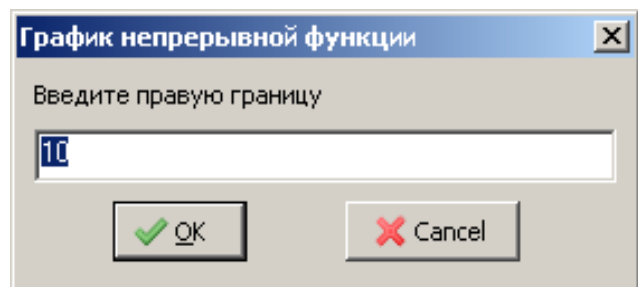 График непрерывной функции
Введите правую границу
10
OK Cancel